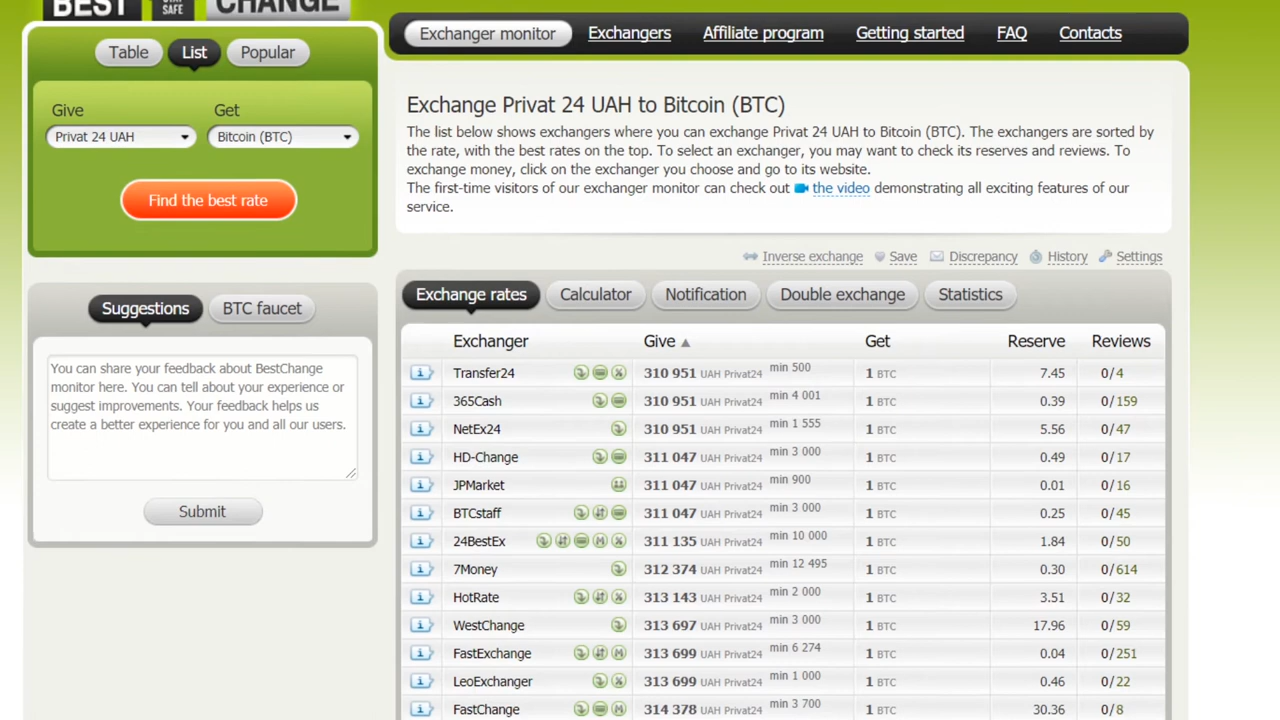 BEST STAY SAFE CHANGE
Exchanger monitor Exchangers Affiliate program Getting started FAQ Contacts
Table List Popular
Give Get
Privat 24 UAH Bitcoin (BTC)
Find the best rate
Exchange Privat 24 UAH to Bitcoin (BTC)
The list below shows exchangers where you can exchange Privat 24 UAH to Bitcoin (BTC). The exchangers are sorted by
the rate, with the best rates on the top. To select an exchanger, you may want to check its reserves and reviews. To
exchange money, click on the exchanger you choose and go to its website.
The first-time visitors of our exchanger monitor can check out the video demonstrating all exciting features of our
service.
Inverse exchange Save Discrepancy History Settings
Suggestions BTC faucet
You can share your feedback about BestChange
monitor here. You can tell about your experience or
suggest improvements. Your feedback helps us
create a better experience for you and all our users.
Submit
Exchange rates Calculator Notification Double exchange Statistics
Exchanger Give ▲ Get Reserve Reviews
Transfer24 310 951 UAH Privat24 min 500 1 BTC 7.45 0/4
365Cash 310 951 UAH Privat24 min 4 001 1 BTC 0.39 0/159
NetEx24 310 951 UAH Privat24 min 1 555 1 BTC 5.56 0/47
HD-Change 311 047 UAH Privat24 min 3 000 1 BTC 0.49 0/17
JPMarket 311 047 UAH Privat24 min 900 1 BTC 0.01 0/16
BTCstaff 311 047 UAH Privat24 min 3 000 1 BTC 0.25 0/45
24BestEx 311 135 UAH Privat24 min 10 000 1 BTC 1.84 0/50
7Money 312 374 UAH Privat24 min 12 495 1 BTC 0.30 0/614
HotRate 313 143 UAH Privat24 min 2 000 1 BTC 3.51 0/32
WestChange 313 697 UAH Privat24 min 3 000 1 BTC 17.96 0/59
FastExchange 313 699 UAH Privat24 min 6 274 1 BTC 0.04 0/251
LeoExchanger 313 699 UAH Privat24 min 1 000 1 BTC 0.46 0/22
FastChange 314 378 UAH Privat24 min 3 700 1 BTC 30.36 0/8